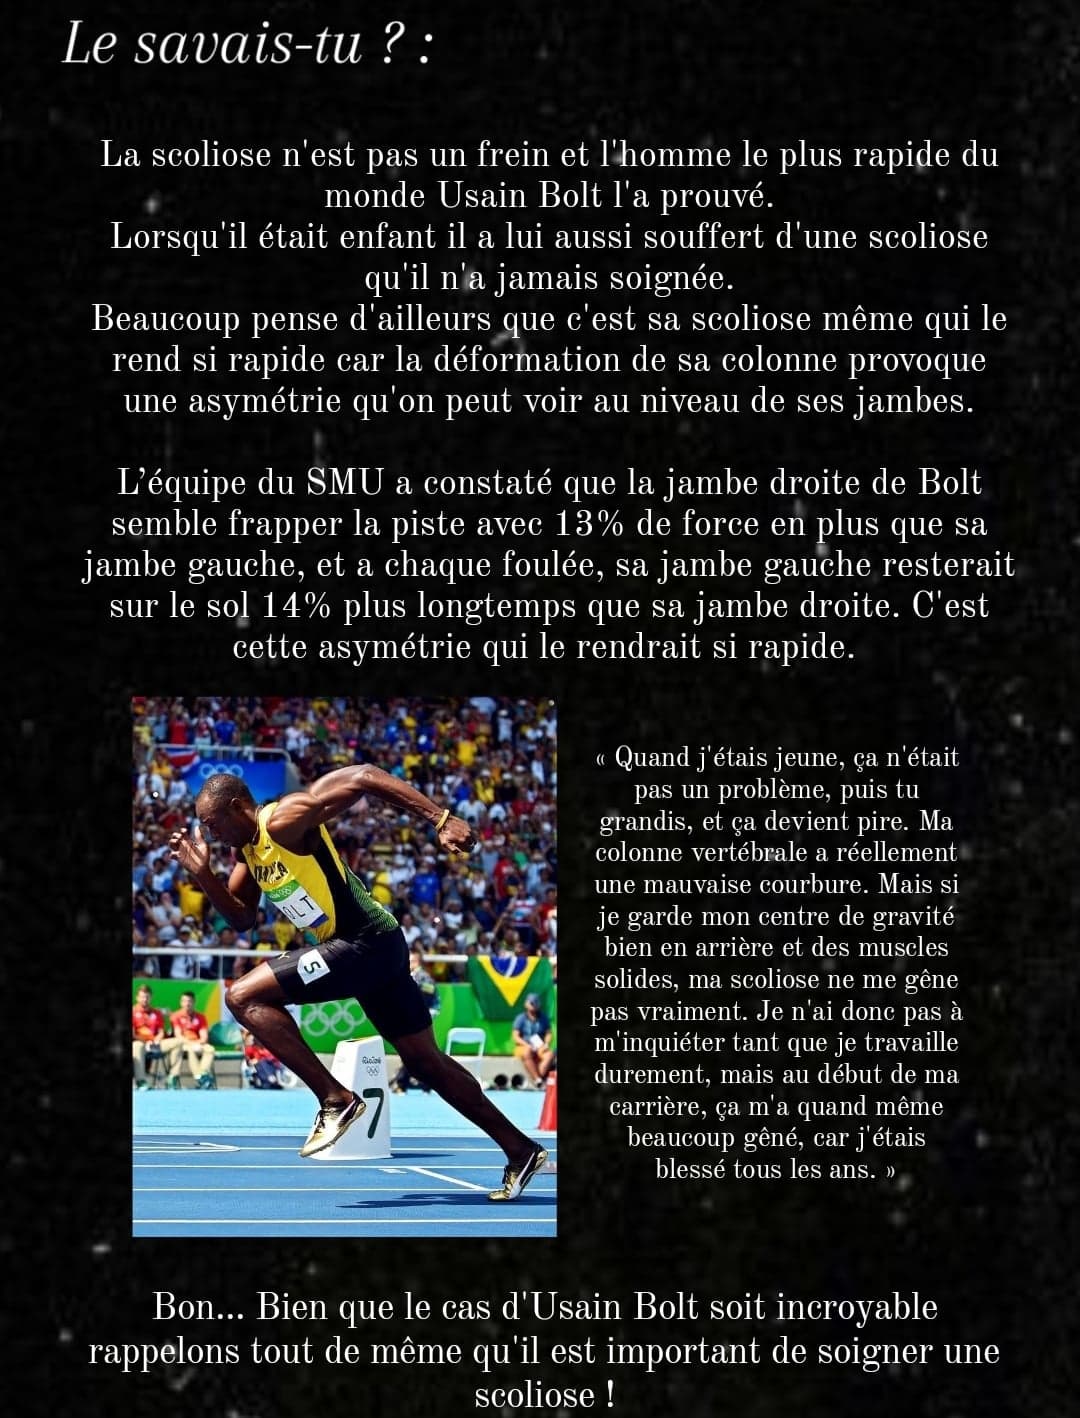 Le savais-tu ? :
La scoliose n'est pas un frein et l'homme le plus rapide du
monde Usain Bolt l'a prouvé.
Lorsqu'il était enfant il a lui aussi souffert d'une scoliose
qu'il n'a jamais soignée.
Beaucoup pense d'ailleurs que c'est sa scoliose même qui le
rend si rapide car la déformation de sa colonne provoque
une asymétrie qu'on peut voir au niveau de ses jambes.
L’équipe du SMU a constaté que la jambe droite de Bolt
semble frapper la piste avec 13% de force en plus que sa
jambe gauche, et a chaque foulée, sa jambe gauche resterait
sur le sol 14% plus longtemps que sa jambe droite. C'est
cette asymétrie qui le rendrait si rapide.
« Quand j'étais jeune, ça n'était
pas un problème, puis tu
grandis, et ça devient pire. Ma
colonne vertébrale a réellement
une mauvaise courbure. Mais si
je garde mon centre de gravité
bien en arrière et des muscles
solides, ma scoliose ne me gêne
pas vraiment. Je n'ai donc pas à
m'inquiéter tant que je travaille
durement, mais au début de ma
carrière, ça m'a quand même
beaucoup gêné, car j'étais
blessé tous les ans. »
5
7
Bon... Bien que le cas d'Usain Bolt soit incroyable
rappelons tout de même qu'il est important de soigner une
scoliose !